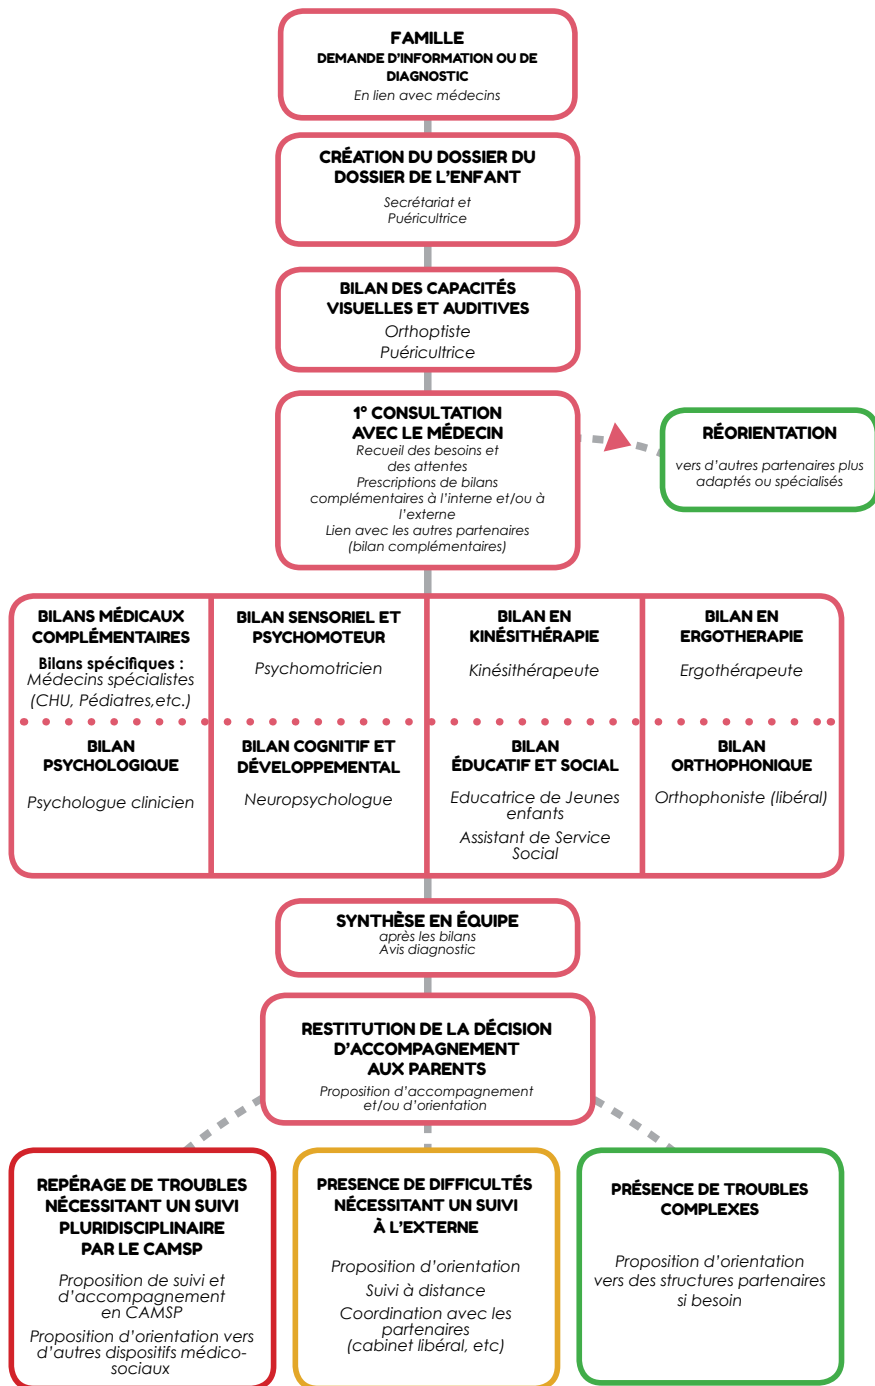 FAMILLE
DEMANDE D'INFORMATION OU DE
DIAGNOSTIC
En lien avec médecins
CRÉATION DU DOSSIER DU
DOSSIER DE L'ENFANT
Secrétariat et
Puéricultrice
BILAN DES CAPACITÉS
VISUELLES ET AUDITIVES
Orthoptiste
Puéricultrice
1° CONSULTATION
AVEC LE MÉDECIN
Recueil des besoins et
des attentes
Prescriptions de bilans
complémentaires à l'interne et/ou à
l'externe
Lien avec les autres partenaires
(bilan complémentaires)
RÉORIENTATION
vers d'autres partenaires plus
adaptés ou spécialisés
BILANS MÉDICAUX
COMPLÉMENTAIRES
Bilans spécifiques :
Médecins spécialistes
(CHU, Pédiatres,etc.)
BILAN SENSORIEL ET
PSYCHOMOTEUR
Psychomotricien
BILAN EN
KINÉSITHÉRAPIE
Kinésithérapeute
BILAN EN
ERGOTHERAPIE
Ergothérapeute
BILAN
PSYCHOLOGIQUE
Psychologue clinicien
BILAN COGNITIF ET
DÉVELOPPEMENTAL
Neuropsychologue
BILAN
ÉDUCATIF ET SOCIAL
Educatrice de Jeunes
enfants
Assistant de Service
Social
BILAN
ORTHOPHONIQUE
Orthophoniste (libéral)
SYNTHÈSE EN ÉQUIPE
après les bilans
Avis diagnostic
RESTITUTION DE LA DÉCISION
D'ACCOMPAGNEMENT
AUX PARENTS
Proposition d'accompagnement
et/ou d'orientation
REPÉRAGE DE TROUBLES
NÉCESSITANT UN SUIVI
PLURIDISCIPLINAIRE
PAR LE CAMSP
Proposition de suivi et
d'accompagnement
en CAMSP
Proposition d'orientation vers
d'autres dispositifs médico-
sociaux
PRESENCE DE DIFFICULTÉS
NÉCESSITANT UN SUIVI
À L'EXTERNE
Proposition d'orientation
Suivi à distance
Coordination avec les
partenaires
(cabinet libéral, etc)
PRÉSENCE DE TROUBLES
COMPLEXES
Proposition d'orientation
vers des structures partenaires
si besoin